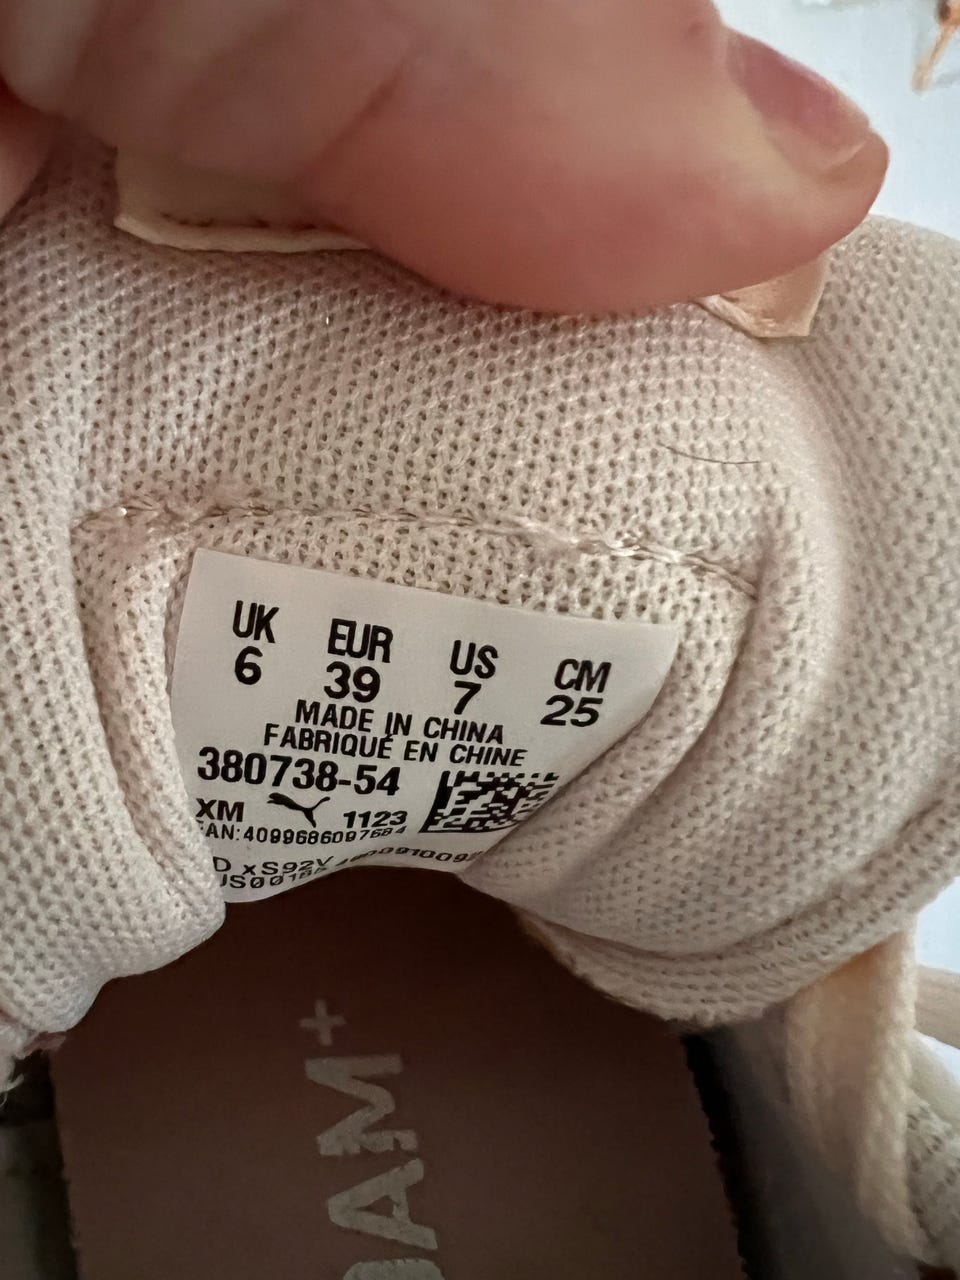 UK EUR US CM
6 39 7 25
MADE IN CHINA
FABRIQUÉ EN CHINE
380738-54
XM 1123
EAN:4099686097684
xS92V